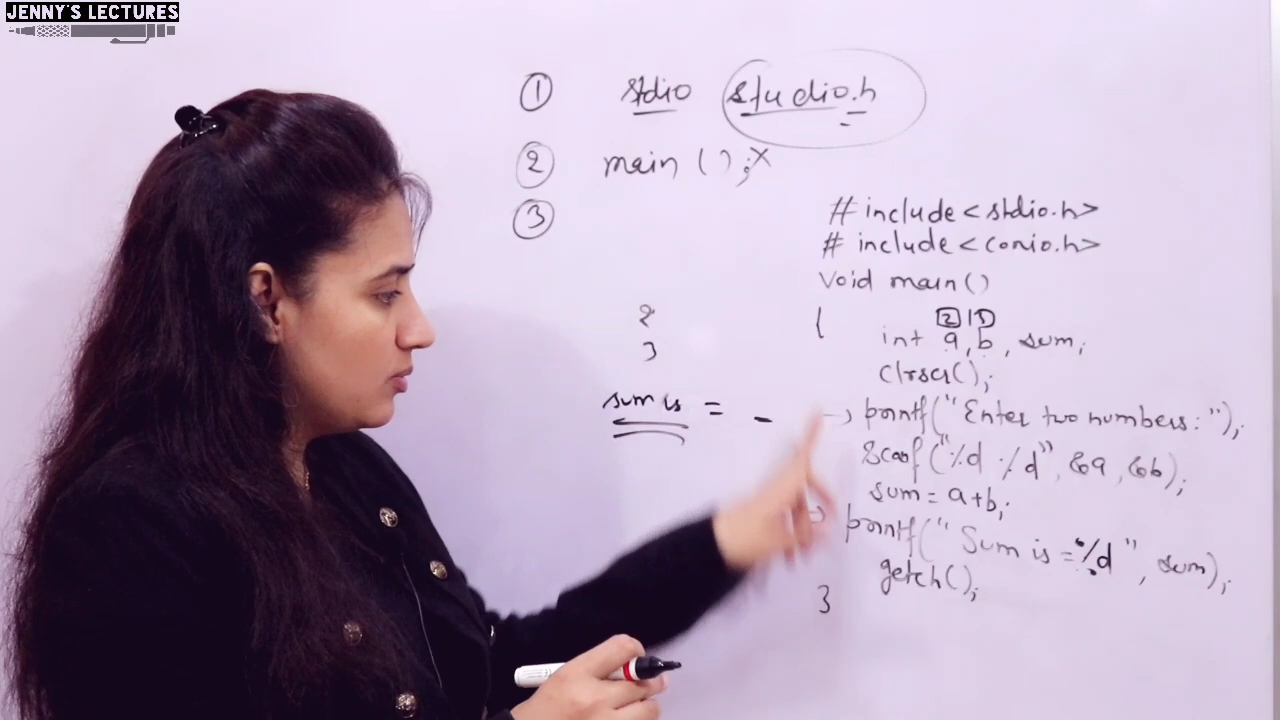 JENNY'S LECTURES
① stdio studio.h
② main ( ); X
③
# include < stdio.h>
# include < conio.h>
void main()
{
2 3
int a, b, sum;
clrscr();
→ printf("Enter two numbers:");
scanf("%d %d", &a, &b);
sum = a+b;
→ printf("Sum is =%d", sum);
getch();
}
2
3
sum is = -